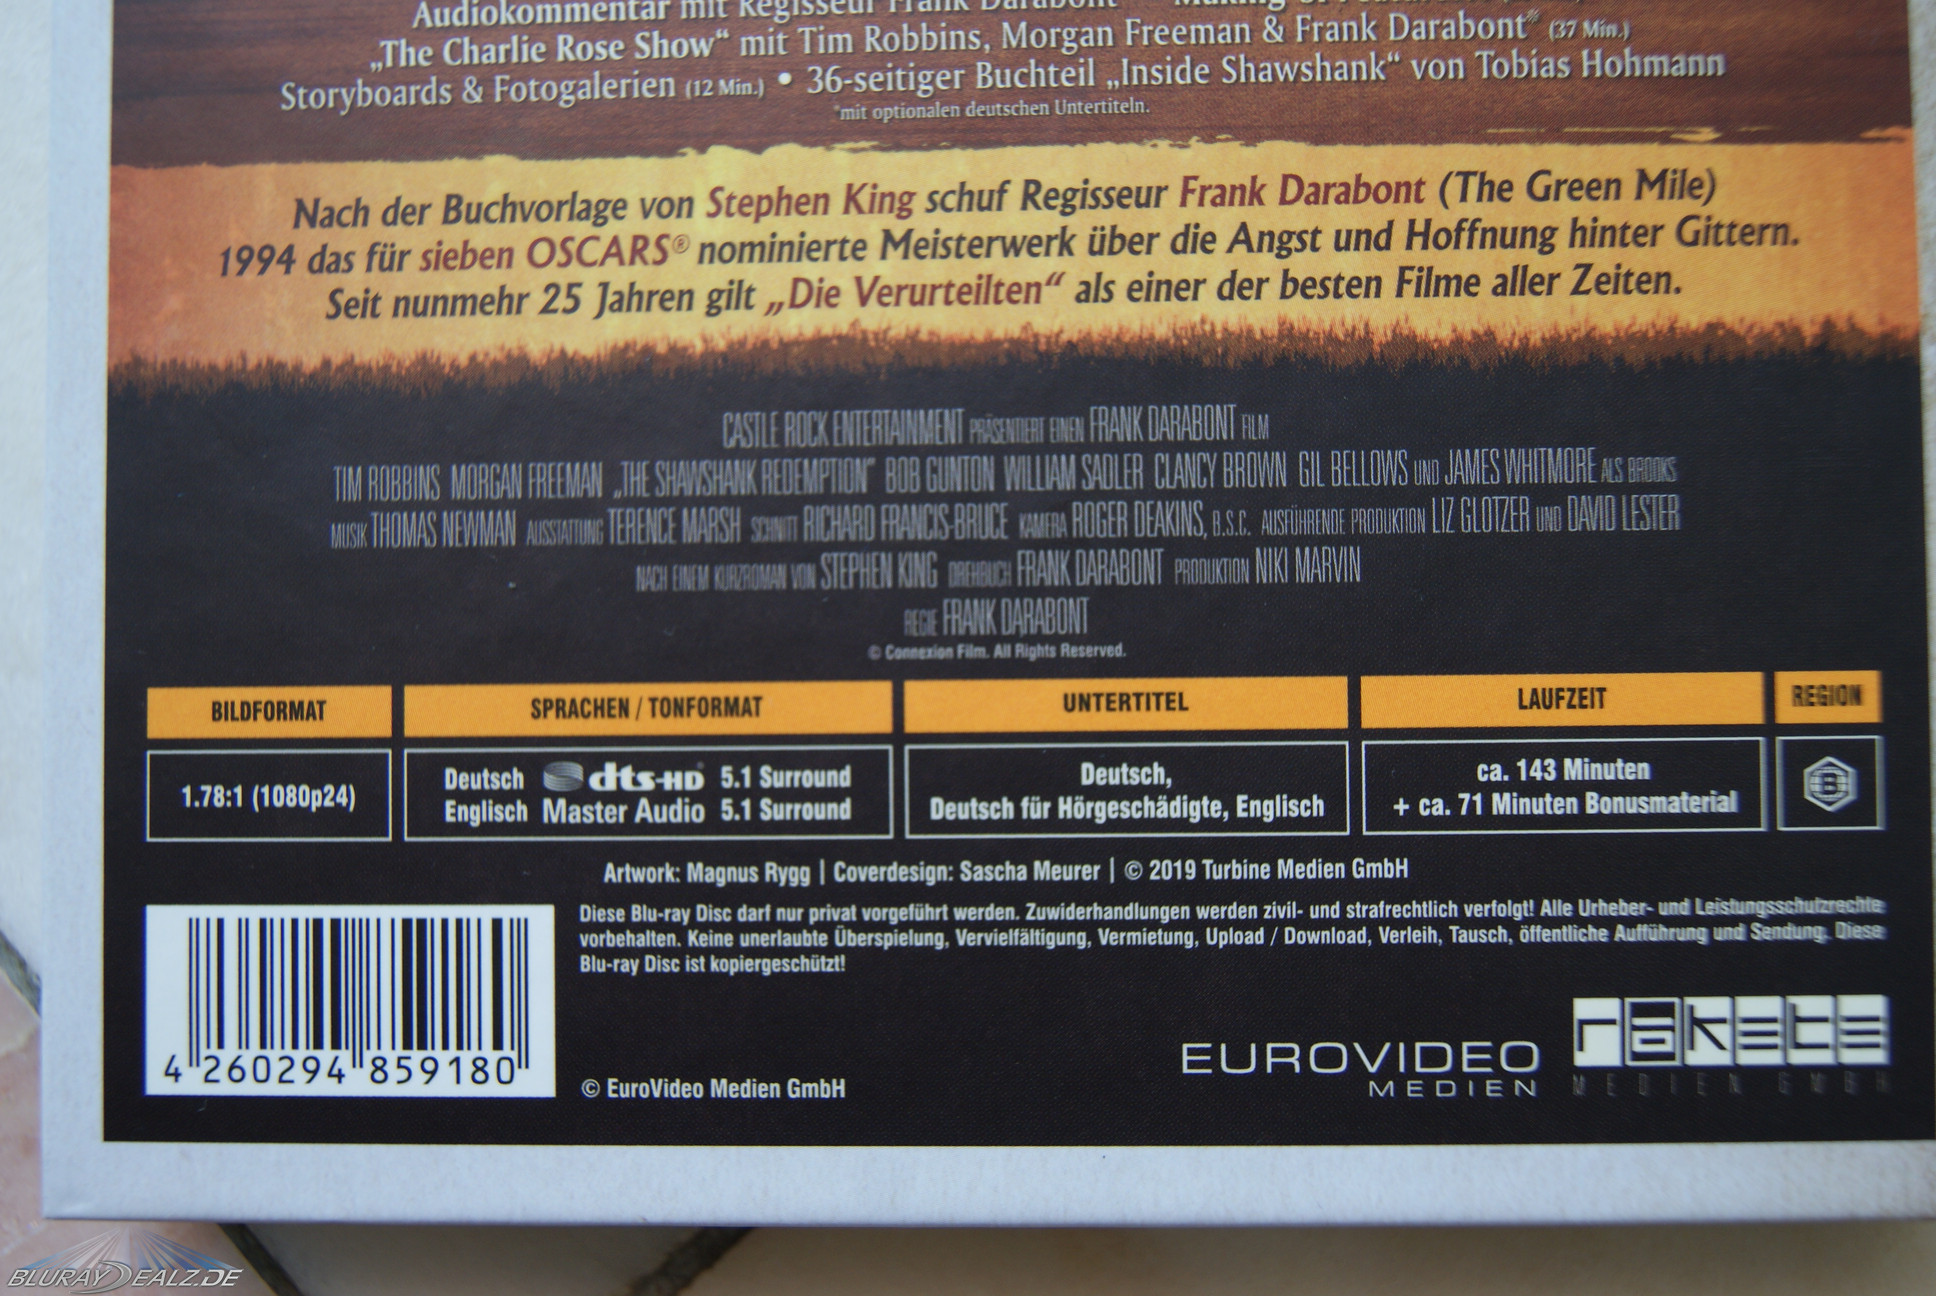 Audiokommentar mit Regisseur Frank Darabont
„The Charlie Rose Show“ mit Tim Robbins, Morgan Freeman & Frank Darabont* (37 Min.)
Storyboards & Fotogalerien (12 Min.) • 36-seitiger Buchteil „Inside Shawshank“ von Tobias Hohmann
*mit optionalen deutschen Untertiteln.
Nach der Buchvorlage von Stephen King schuf Regisseur Frank Darabont (The Green Mile)
1994 das für sieben OSCARS® nominierte Meisterwerk über die Angst und Hoffnung hinter Gittern.
Seit nunmehr 25 Jahren gilt „Die Verurteilten“ als einer der besten Filme aller Zeiten.
CASTLE ROCK ENTERTAINMENT PRÄSENTIERT EINEN FRANK DARABONT FILM
TIM ROBBINS MORGAN FREEMAN „THE SHAWSHANK REDEMPTION“ BOB GUNTON WILLIAM SADLER CLANCY BROWN GIL BELLOWS UND JAMES WHITMORE ALS BROOKS
MUSIK THOMAS NEWMAN AUSSTATTUNG TERENCE MARSH SCHNITT RICHARD FRANCIS-BRUCE KAMERA ROGER DEAKINS, B.S.C. AUSFÜHRENDE PRODUKTION LIZ GLOTZER UND DAVID LESTER
NACH EINEM KURZROMAN VON STEPHEN KING DREHBUCH FRANK DARABONT PRODUKTION NIKI MARVIN
REGIE FRANK DARABONT
© Connexion Film. All Rights Reserved.
BILDFORMAT SPRACHEN / TONFORMAT UNTERTITEL LAUFZEIT REGION
1.78:1 (1080p24)
Deutsch dts-HD 5.1 Surround
Englisch Master Audio 5.1 Surround
Deutsch,
Deutsch für Hörgeschädigte, Englisch
ca. 143 Minuten
+ ca. 71 Minuten Bonusmaterial
B
Artwork: Magnus Rygg | Coverdesign: Sascha Meurer | © 2019 Turbine Medien GmbH
Diese Blu-ray Disc darf nur privat vorgeführt werden. Zuwiderhandlungen werden zivil- und strafrechtlich verfolgt! Alle Urheber- und Leistungsschutzrechte
vorbehalten. Keine unerlaubte Überspielung, Vervielfältigung, Vermietung, Upload / Download, Verleih, Tausch, öffentliche Aufführung und Sendung. Diese
Blu-ray Disc ist kopiergeschützt!
4 260294 859180
© EuroVideo Medien GmbH
EUROVIDEO
MEDIEN
rakete
MEDIEN GMBH
BLURAYDEALZ.DE